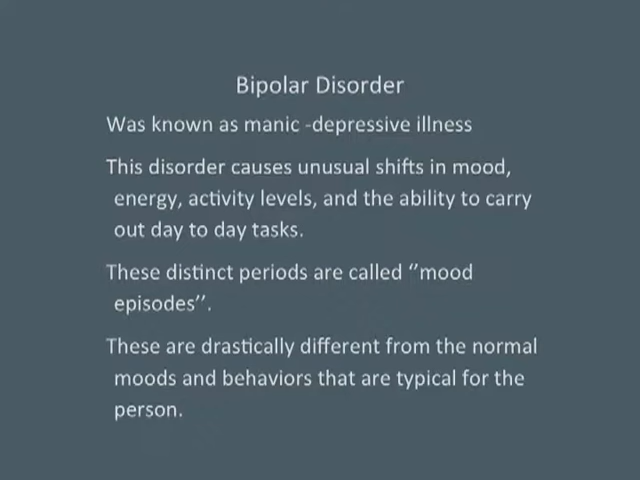 Bipolar Disorder
Was known as manic -depressive illness
This disorder causes unusual shifts in mood,
energy, activity levels, and the ability to carry
out day to day tasks.
These distinct periods are called ‘’mood
episodes’’.
These are drastically different from the normal
moods and behaviors that are typical for the
person.